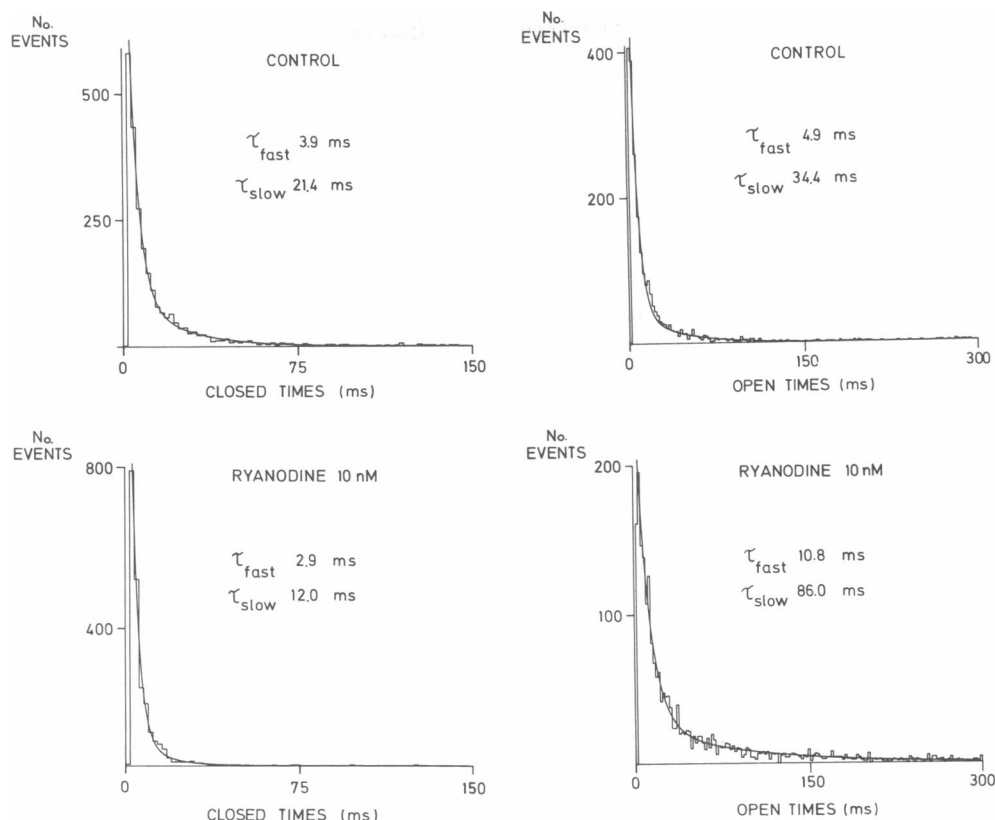 No.
EVENTS
CONTROL
500
250
τfast 3.9 ms
τslow 21.4 ms
0 75 150
CLOSED TIMES (ms)
No.
EVENTS
CONTROL
400
200
τfast 4.9 ms
τslow 34.4 ms
0 150 300
OPEN TIMES (ms)
No.
EVENTS
RYANODINE 10 nM
800
400
τfast 2.9 ms
τslow 12.0 ms
0 75 150
CLOSED TIMES (ms)
No.
EVENTS
RYANODINE 10 nM
200
100
τfast 10.8 ms
τslow 86.0 ms
0 150 300
OPEN TIMES (ms)